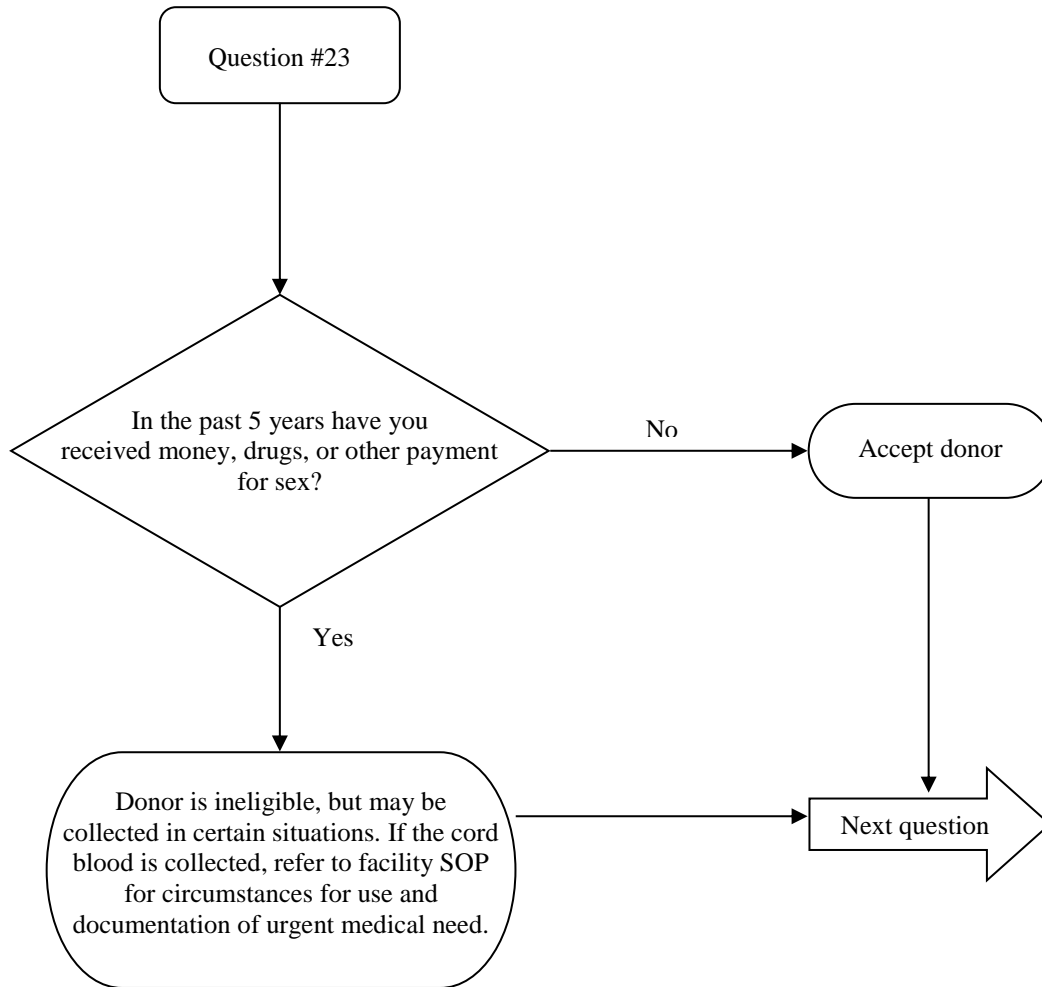 Question #23
In the past 5 years have you
received money, drugs, or other payment
for sex?
No
Accept donor
Yes
Donor is ineligible, but may be
collected in certain situations. If the cord
blood is collected, refer to facility SOP
for circumstances for use and
documentation of urgent medical need.
Next question